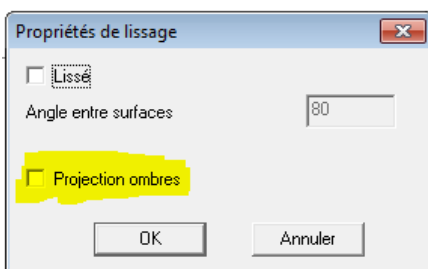 Propriétés de lissage
Lissé
Angle entre surfaces 80
Projection ombres
OK Annuler